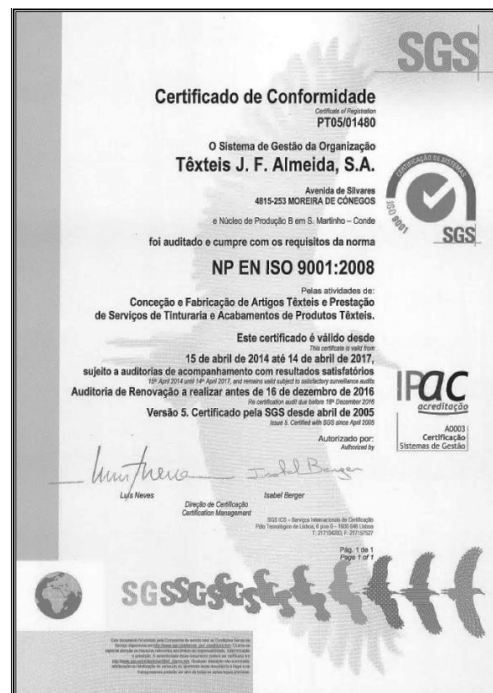 SGS
Certificado de Conformidade
Certificate of Registration
PT05/01480
O Sistema de Gestão da Organização
Têxteis J. F. Almeida, S.A.
Avenida de Silvares
4815-253 MOREIRA DE CÓNEGOS
e Núcleo de Produção B em S. Martinho – Conde
foi auditado e cumpre com os requisitos da norma
NP EN ISO 9001:2008
CERTIFICAÇÃO DE SISTEMAS
ISO 9001
SGS
Pelas atividades de:
Conceção e Fabricação de Artigos Têxteis e Prestação
de Serviços de Tinturaria e Acabamentos de Produtos Têxteis.
Este certificado é válido desde
This certificate is valid from
15 de abril de 2014 até 14 de abril de 2017,
sujeito a auditorias de acompanhamento com resultados satisfatórios
15th April 2014 until 14th April 2017, and remains valid subject to satisfactory surveillance audits
Auditoria de Renovação a realizar antes de 16 de dezembro de 2016
Re certification audit due before 16th December 2016
Versão 5. Certificado pela SGS desde abril de 2005
Issue 5. Certified with SGS since April 2005
IPAC
acreditação
A0003
Certificação
Sistemas de Gestão
Autorizado por:
Authorized by
Luís Neves
Isabel Berger
Direção de Certificação
Certification Management
SGS ICS – Serviços Internacionais de Certificação
Pág. 1 de 1
Page 1 of 1
SGS